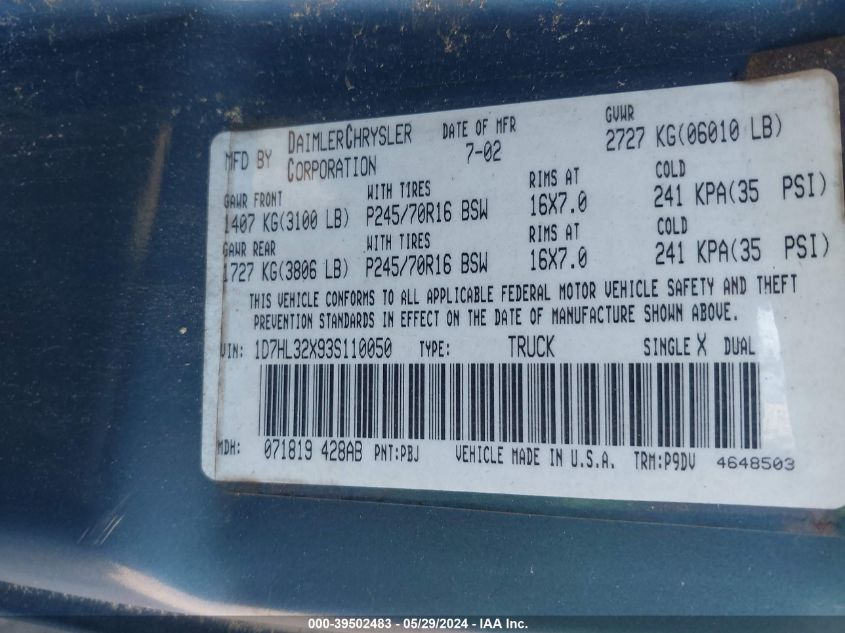 MFD BY DAIMLERCHRYSLER CORPORATION DATE OF MFR 7-02 GVWR 2727 KG(06010 LB)
GAWR FRONT WITH TIRES RIMS AT COLD
1407 KG(3100 LB) P245/70R16 BSW 16X7.0 241 KPA(35 PSI)
GAWR REAR WITH TIRES RIMS AT COLD
1727 KG(3806 LB) P245/70R16 BSW 16X7.0 241 KPA(35 PSI)
THIS VEHICLE CONFORMS TO ALL APPLICABLE FEDERAL MOTOR VEHICLE SAFETY AND THEFT
PREVENTION STANDARDS IN EFFECT ON THE DATE OF MANUFACTURE SHOWN ABOVE.
VIN: 1D7HL32X93S110050 TYPE: TRUCK SINGLE X DUAL
MDH: 071819 428AB PNT:PBJ VEHICLE MADE IN U.S.A. TRM:P9DV 4648503
000-39502483 - 05/29/2024 - IAA Inc.